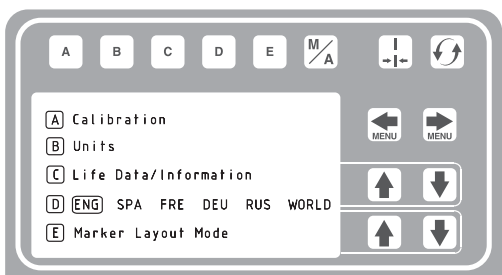 A B C D E M/A
MENU MENU
A Calibration
B Units
C Life Data/Information
D ENG SPA FRE DEU RUS WORLD
E Marker Layout Mode